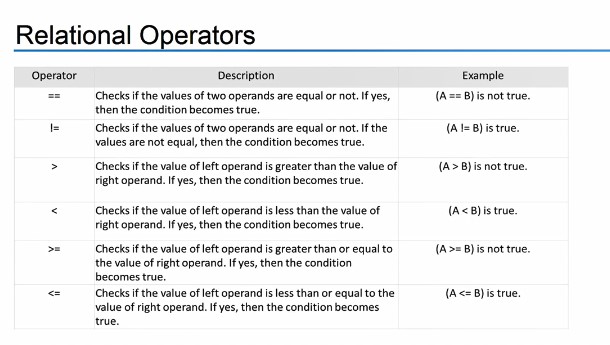 Relational Operators
Operator Description Example
== Checks if the values of two operands are equal or not. If yes, (A == B) is not true.
then the condition becomes true.
!= Checks if the values of two operands are equal or not. If the (A != B) is true.
values are not equal, then the condition becomes true.
> Checks if the value of left operand is greater than the value of (A > B) is not true.
right operand. If yes, then the condition becomes true.
< Checks if the value of left operand is less than the value of (A < B) is true.
right operand. If yes, then the condition becomes true.
>= Checks if the value of left operand is greater than or equal to (A >= B) is not true.
the value of right operand. If yes, then the condition
becomes true.
<= Checks if the value of left operand is less than or equal to the (A <= B) is true.
value of right operand. If yes, then the condition becomes
true.